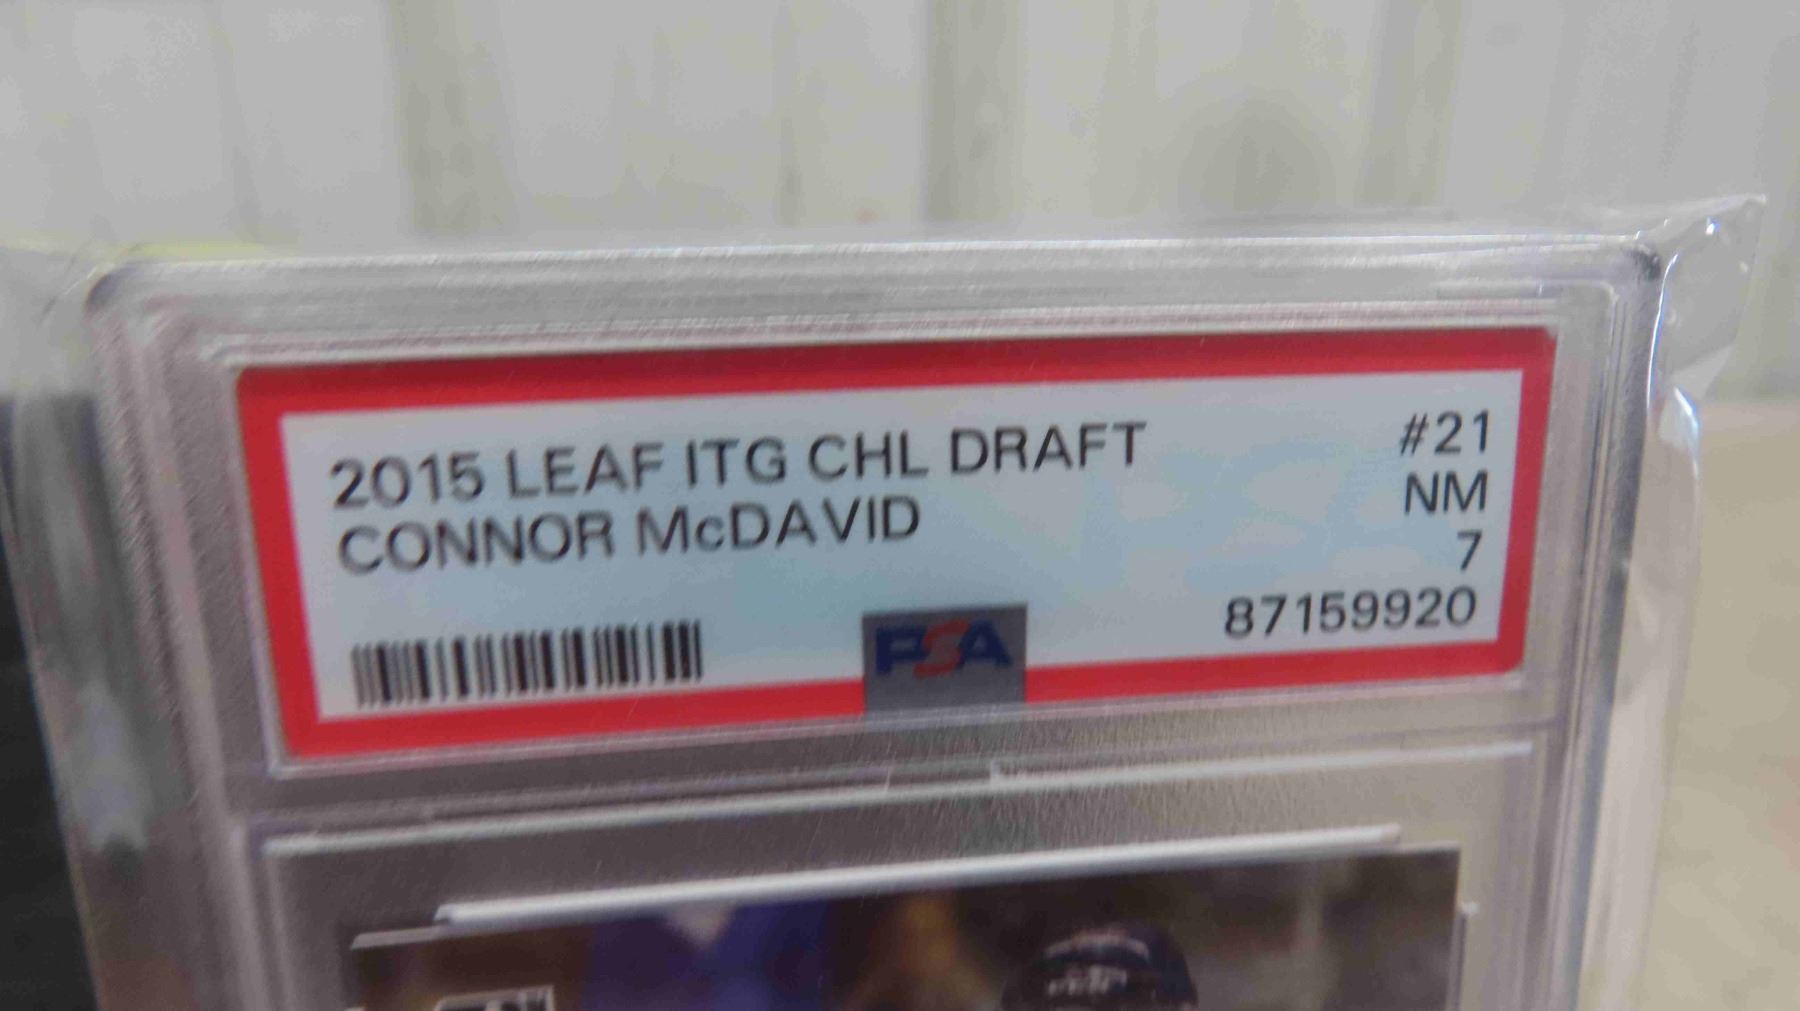 2015 LEAF ITG CHL DRAFT #21
CONNOR McDAVID NM
7
87159920
PSA